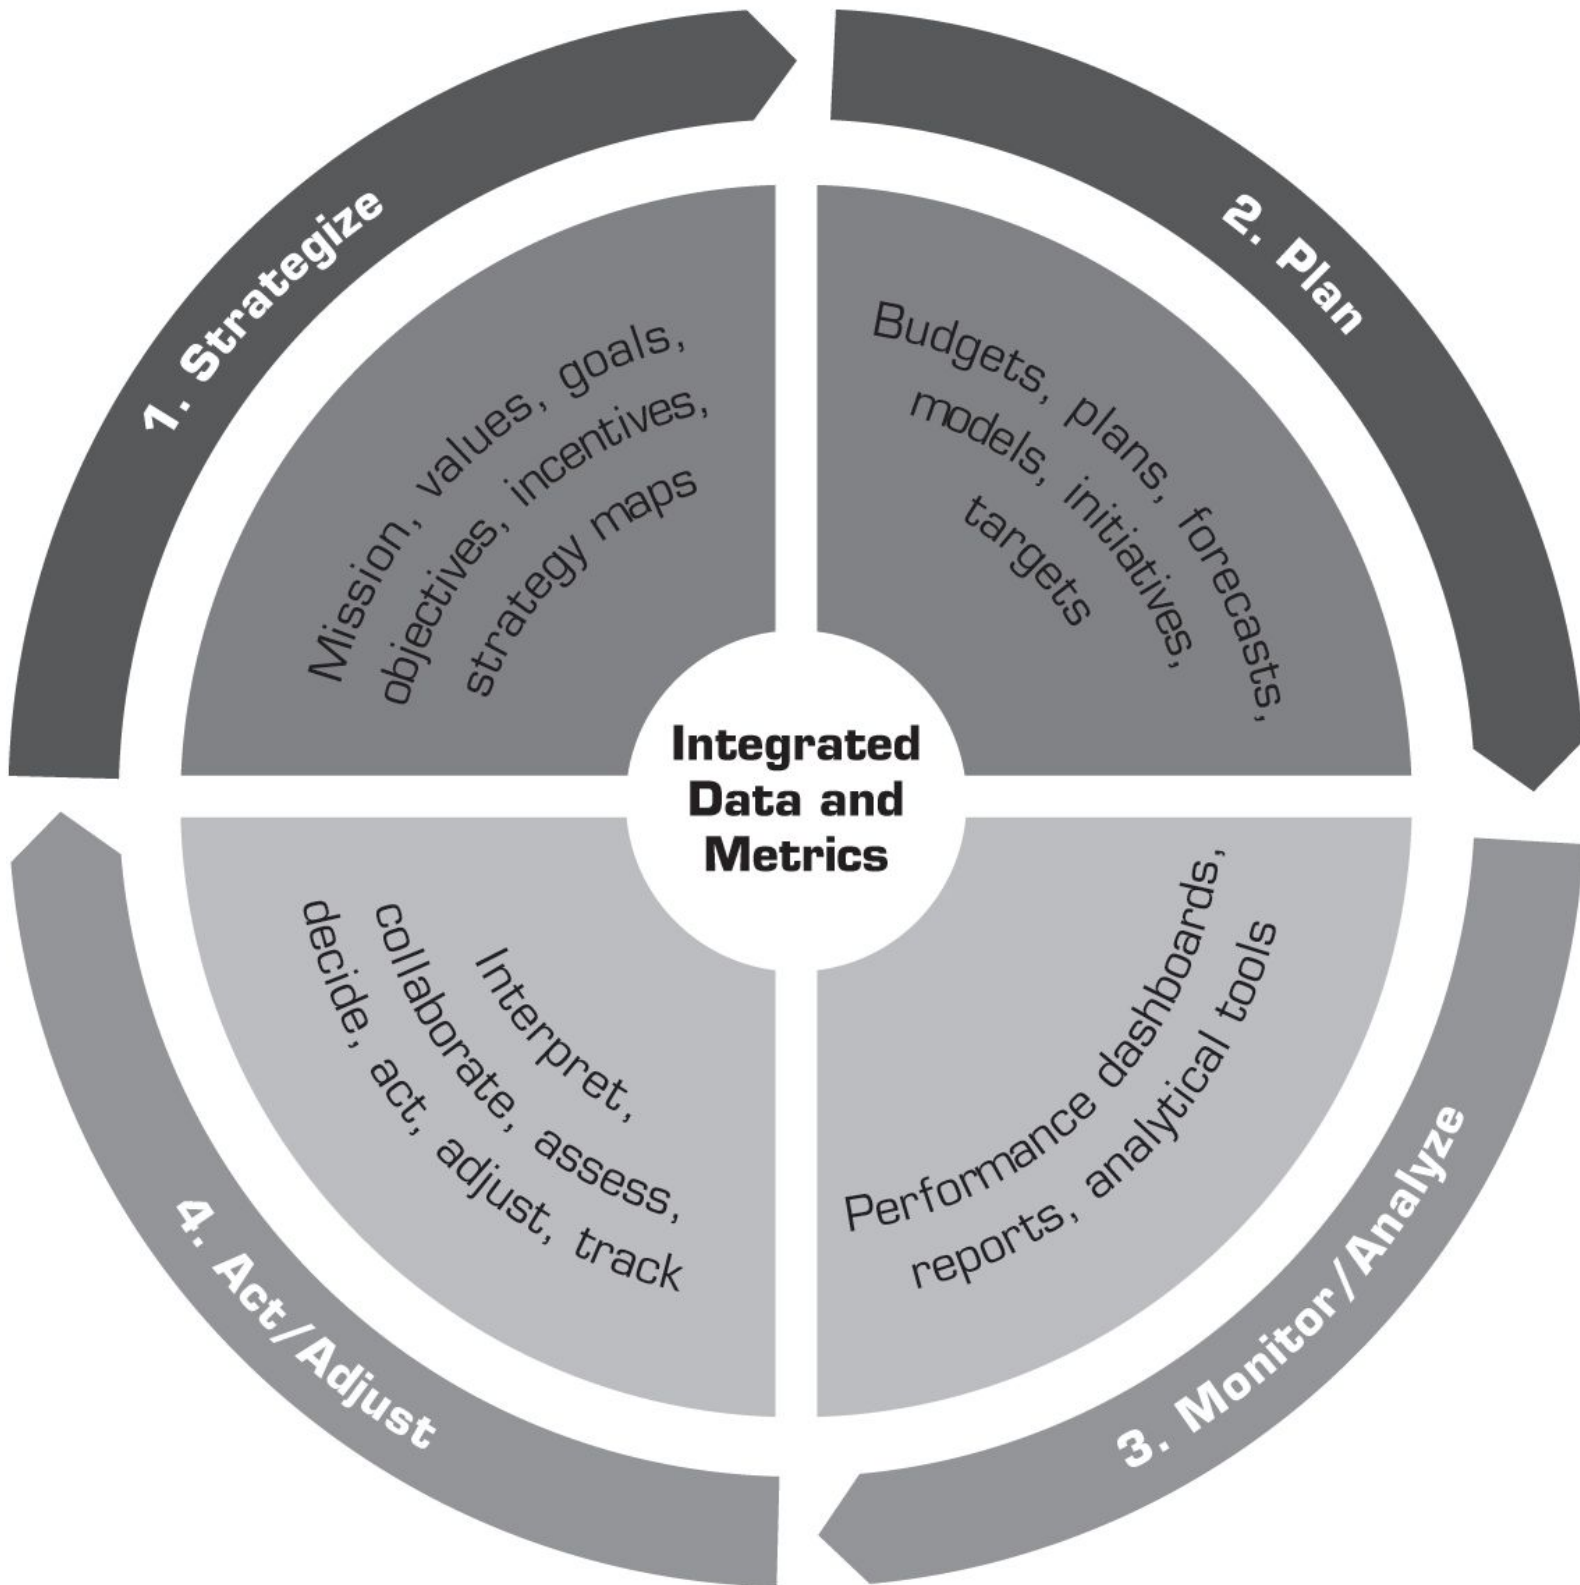 1. Strategize
Mission, values, goals,
objectives, incentives,
strategy maps
2. Plan
Budgets, plans, forecasts,
models, initiatives,
targets
Integrated
Data and
Metrics
3. Monitor/Analyze
Performance dashboards,
reports, analytical tools
4. Act/Adjust
Interpret,
collaborate, assess,
decide, act, adjust, track